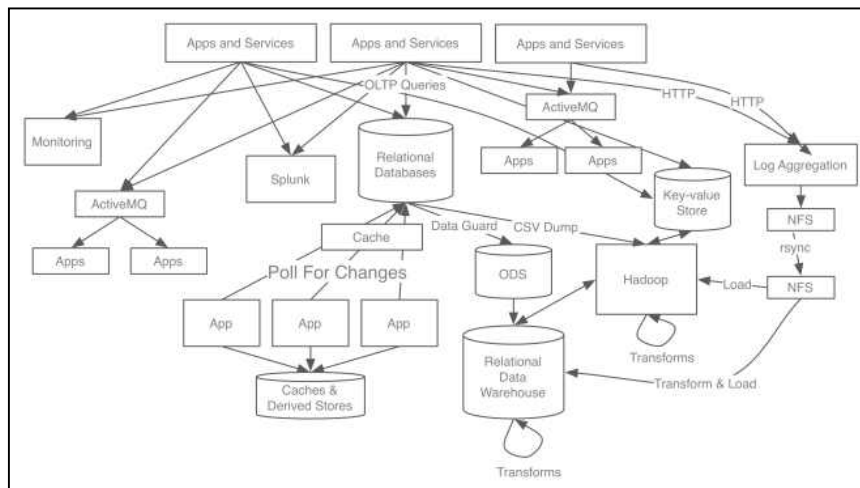 Apps and Services
Apps and Services
Apps and Services
OLTP Queries
HTTP
HTTP
ActiveMQ
Monitoring
Relational
Databases
Apps
Apps
Log Aggregation
Splunk
Key-value
Store
ActiveMQ
NFS
Cache
Data Guard
CSV Dump
rsync
Apps
Apps
Poll For Changes
ODS
Hadoop
Load
NFS
App
App
App
Transforms
Relational
Data
Warehouse
Transform & Load
Caches &
Derived Stores
Transforms